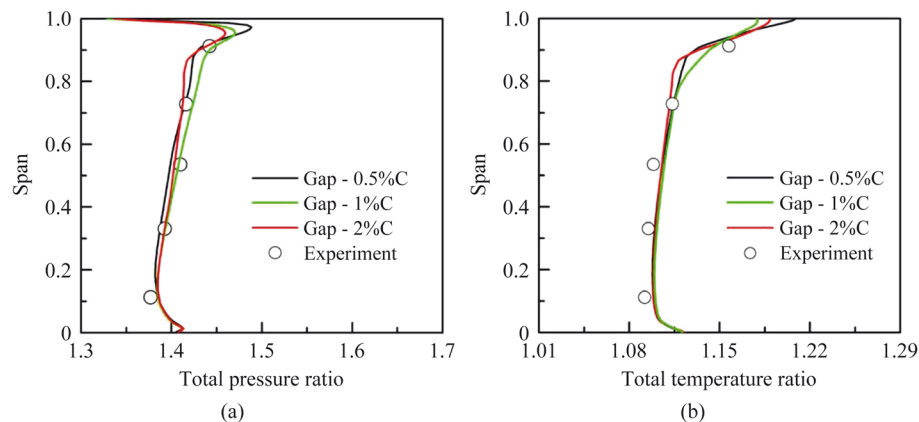 1.0
0.8
0.6
0.4
0.2
0
Span
Gap - 0.5%C
Gap - 1%C
Gap - 2%C
Experiment
1.3
1.4
1.5
1.6
1.7
Total pressure ratio
(a)
1.0
0.8
0.6
0.4
0.2
0
Span
Gap - 0.5%C
Gap - 1%C
Gap - 2%C
Experiment
1.01
1.08
1.15
1.22
1.29
Total temperature ratio
(b)